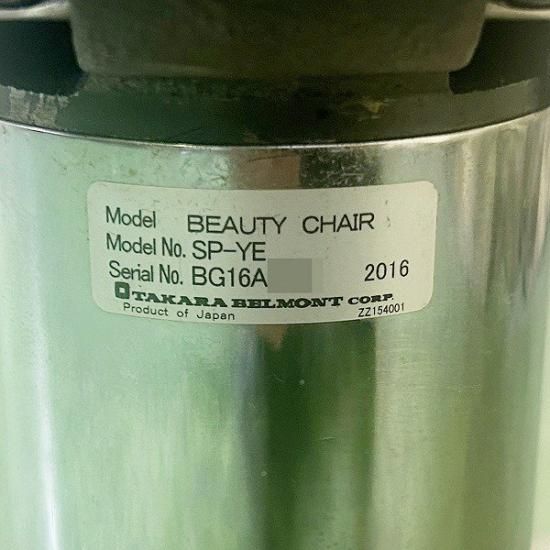 Model BEAUTY CHAIR
Model No. SP-YE
Serial No. BG16A 2016
TAKARA BELMONT CORP.
Product of Japan ZZ154001